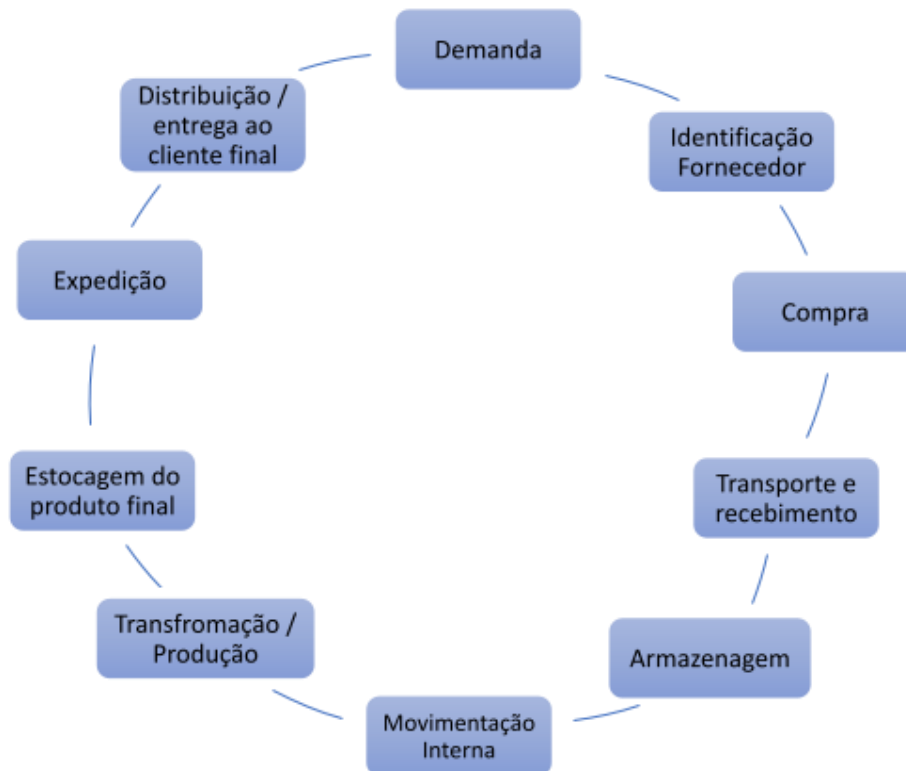 Demanda
Identificação
Fornecedor
Compra
Transporte e
recebimento
Armazenagem
Movimentação
Interna
Transfromação /
Produção
Estocagem do
produto final
Expedição
Distribuição /
entrega ao
cliente final